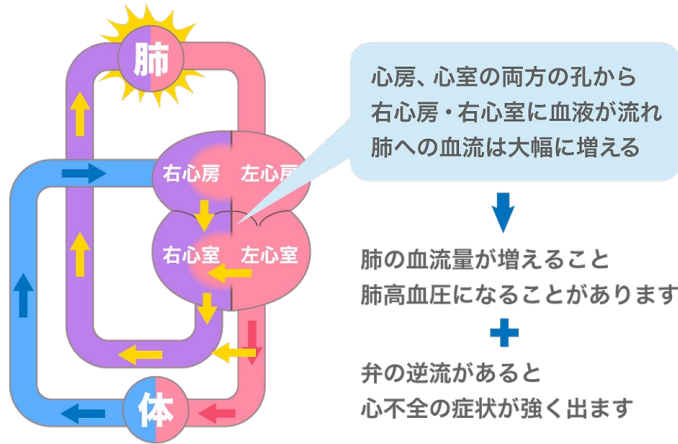 肺
心房、心室の両方の孔から
右心房・右心室に血液が流れ
肺への血流は大幅に増える
右心房 左心房
右心室 左心室
肺の血流量が増えること
肺高血圧になることがあります
弁の逆流があると
心不全の症状が強く出ます
体